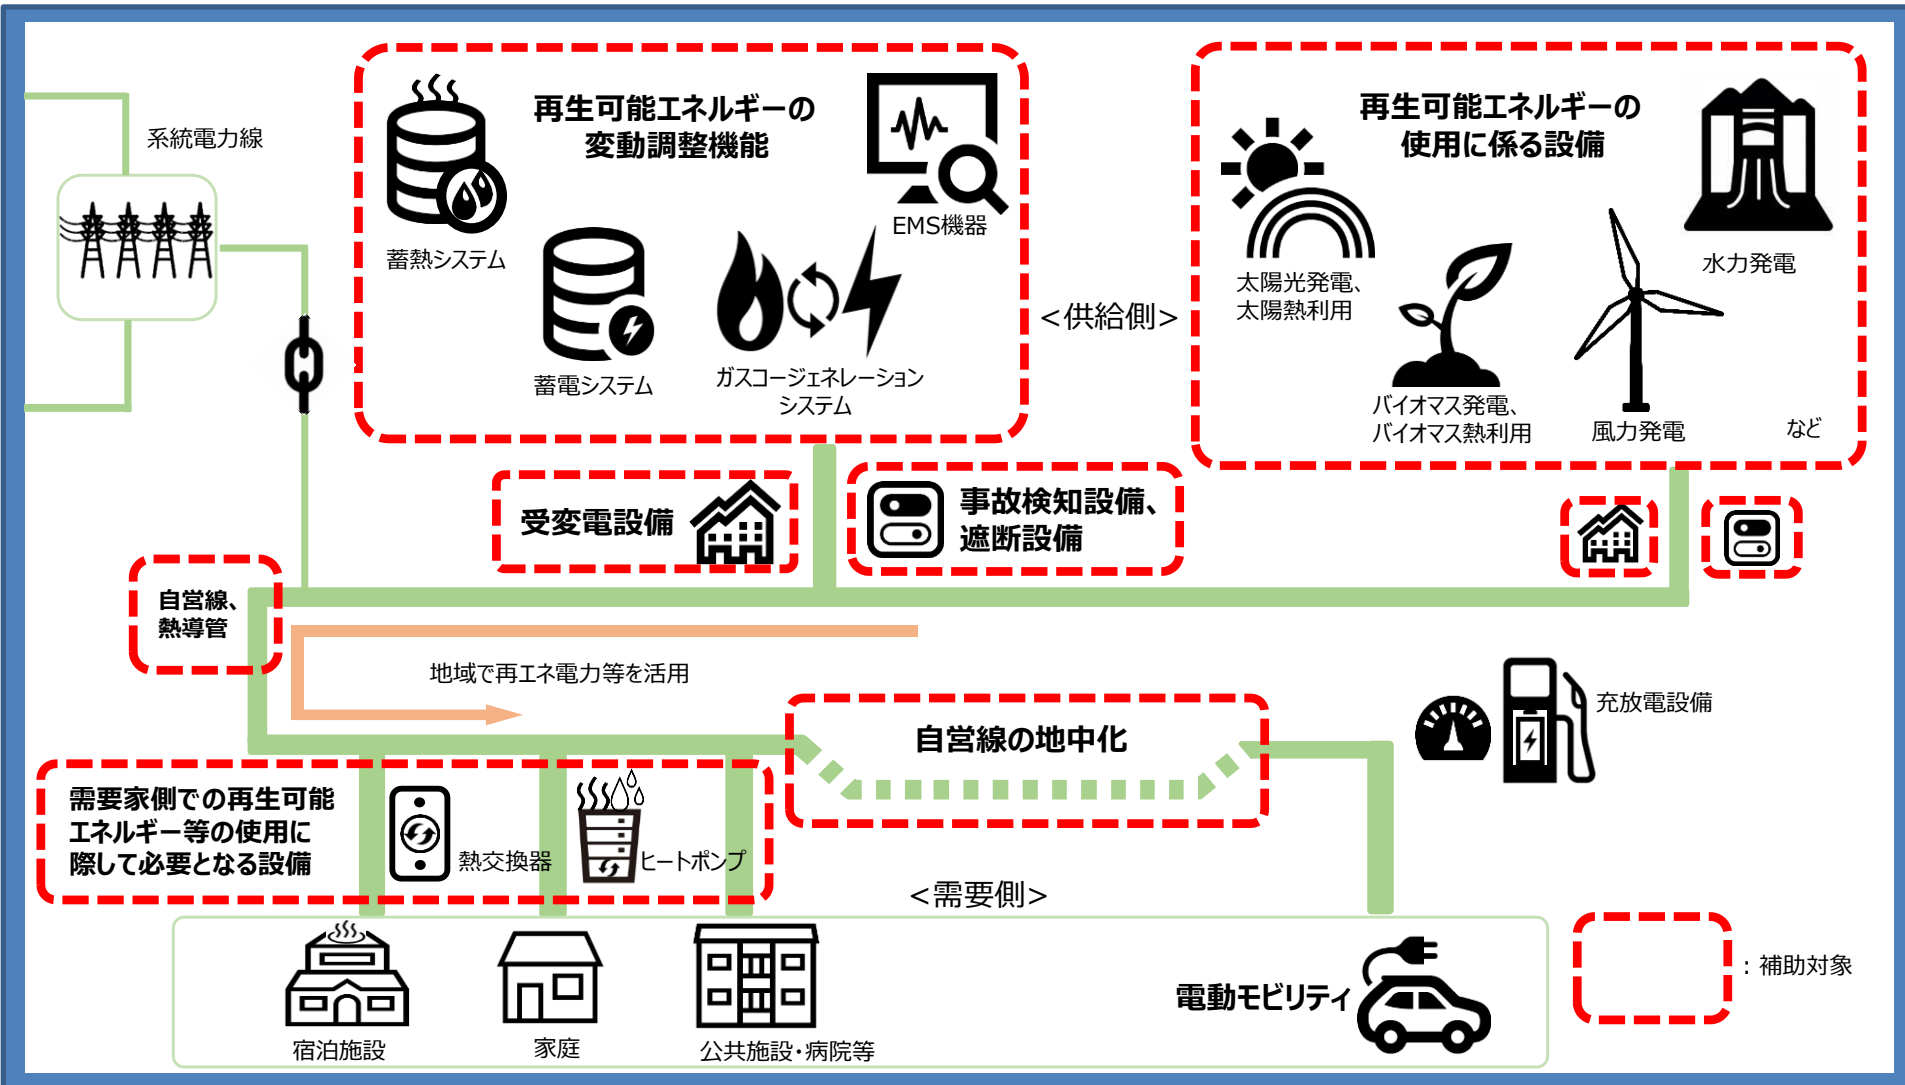 系統電力線
再生可能エネルギーの
変動調整機能
EMS機器
蓄熱システム
蓄電システム
ガスコージェネレーション
システム
<供給側>
再生可能エネルギーの
使用に係る設備
太陽光発電、
太陽熱利用
水力発電
バイオマス発電、
バイオマス熱利用
風力発電
など
受変電設備
事故検知設備、
遮断設備
自営線、
熱導管
地域で再エネ電力等を活用
自営線の地中化
充放電設備
需要家側での再生可能
エネルギー等の使用に
際して必要となる設備
熱交換器
ヒートポンプ
<需要側>
宿泊施設
家庭
公共施設・病院等
電動モビリティ
：補助対象